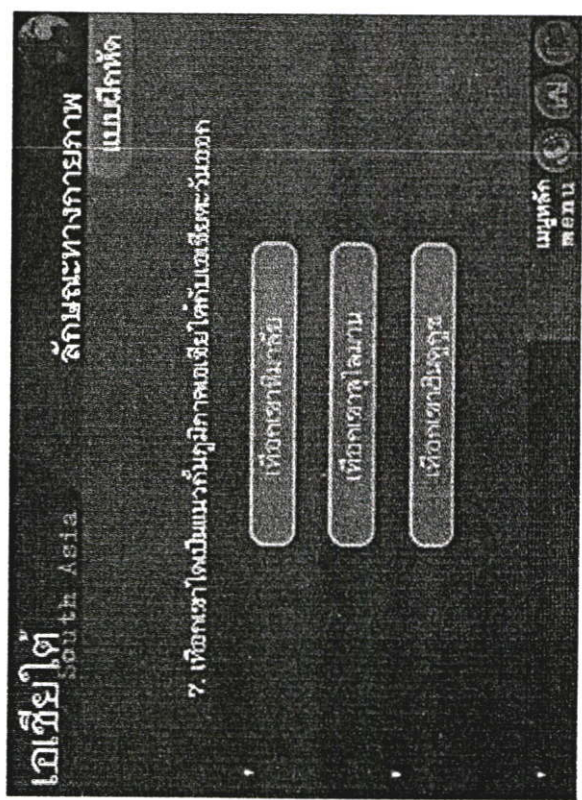 เอเชียใต้
South Asia
ลักษณะทางกายภาพ
แบบฝึกหัด
7. เทือกเขาใดเป็นแนวกั้นภูมิภาคเอเชียใต้กับเอเชียตะวันออก
เทือกเขาหิมาลัย
เทือกเขาสุไลมาน
เทือกเขาฮินดูกูช
เมนูหลัก
menu